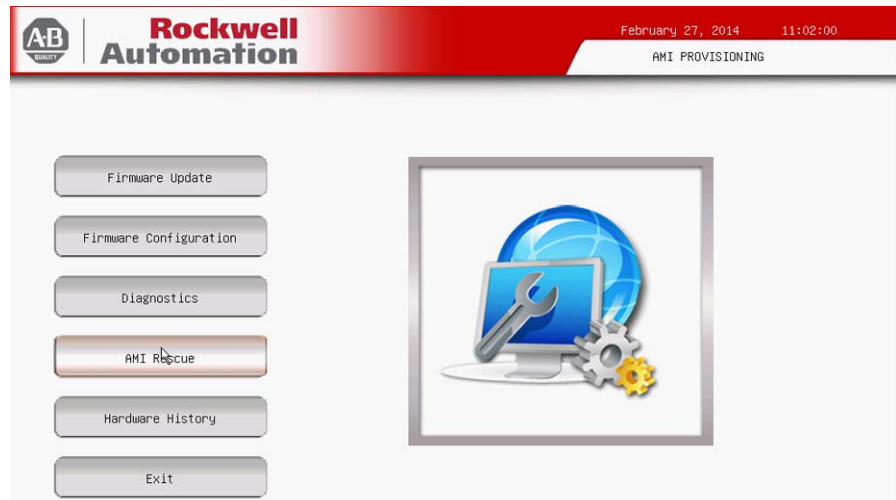 A·B
QUALITY
Rockwell
Automation
February 27, 2014 11:02:00
AMI PROVISIONING
Firmware Update
Firmware Configuration
Diagnostics
AMI Rescue
Hardware History
Exit